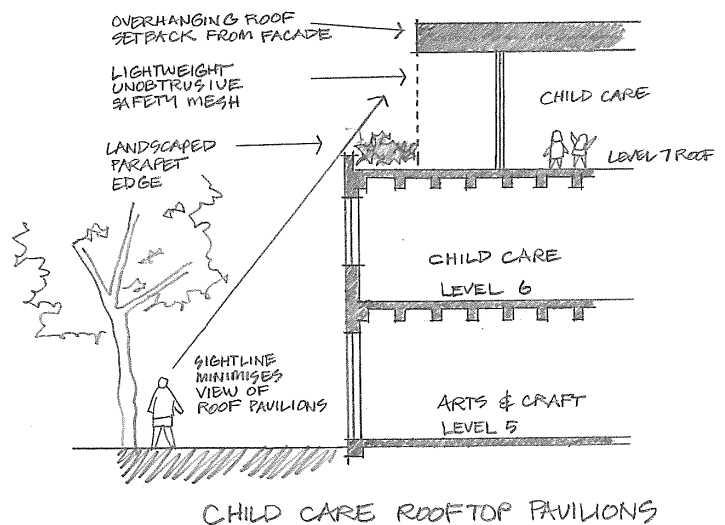 OVERHANGING ROOF
SETBACK FROM FACADE
LIGHTWEIGHT
UNOBTRUSIVE
SAFETY MESH
CHILD CARE
LANDSCAPED
PARAPET
EDGE
LEVEL 7 ROOF
CHILD CARE
LEVEL 6
SIGHTLINE
MINIMISES
VIEW OF
ROOF PAVILIONS
ARTS & CRAFT
LEVEL 5
CHILD CARE ROOFTOP PAVILIONS